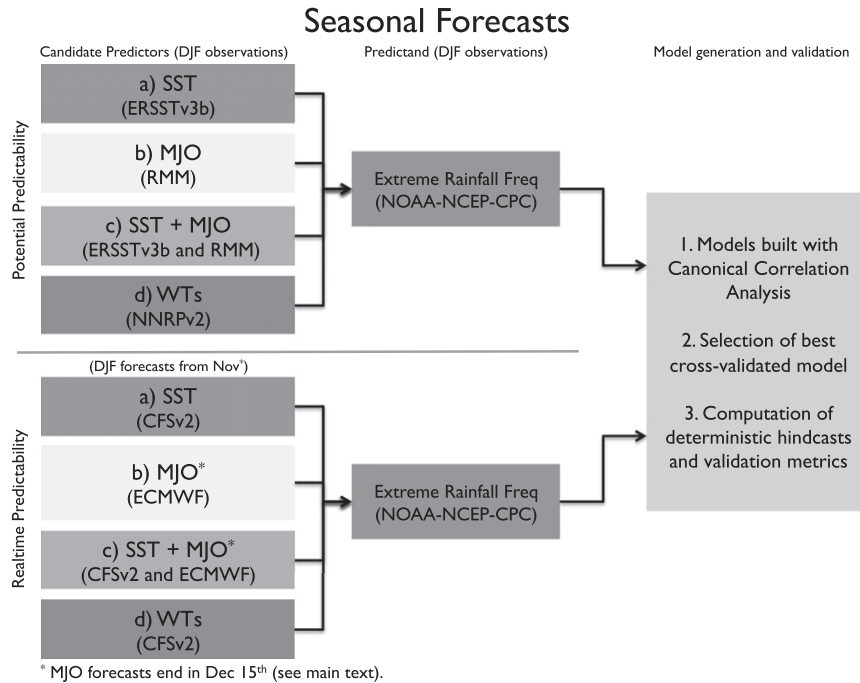 Seasonal Forecasts
Candidate Predictors (DJF observations)
Predictand (DJF observations)
Model generation and validation
Potential Predictability
a) SST
(ERSSTv3b)
b) MJO
(RMM)
c) SST + MJO
(ERSSTv3b and RMM)
d) WTs
(NNRPv2)
Extreme Rainfall Freq
(NOAA-NCEP-CPC)
(DJF forecasts from Nov*)
Realtime Predictability
a) SST
(CFSv2)
b) MJO*
(ECMWF)
c) SST + MJO*
(CFSv2 and ECMWF)
d) WTs
(CFSv2)
Extreme Rainfall Freq
(NOAA-NCEP-CPC)
1. Models built with
Canonical Correlation
Analysis
2. Selection of best
cross-validated model
3. Computation of
deterministic hindcasts
and validation metrics
* MJO forecasts end in Dec 15th (see main text).